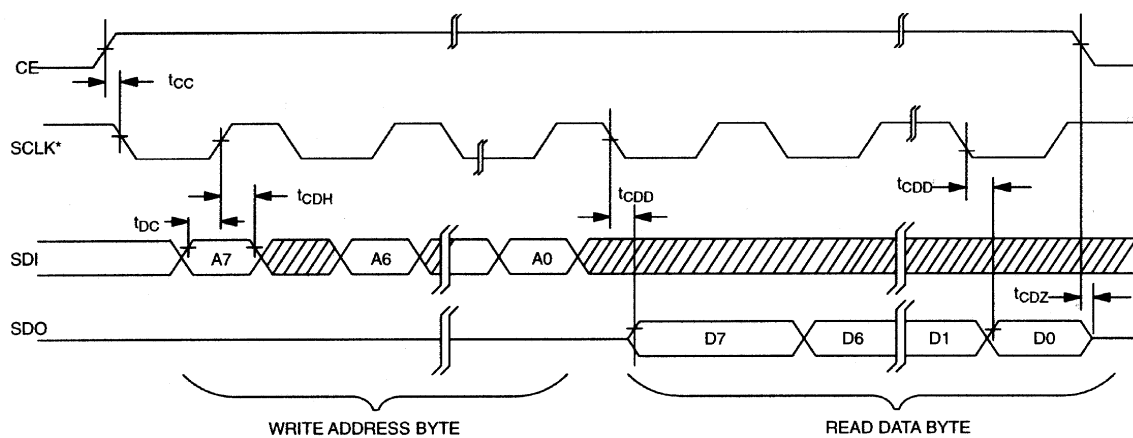 CE
tCC
SCLK*
tCDH
tDC
tCDD
tCDD
SDI
A7
A6
A0
tCDZ
SDO
D7
D6
D1
D0
WRITE ADDRESS BYTE
READ DATA BYTE